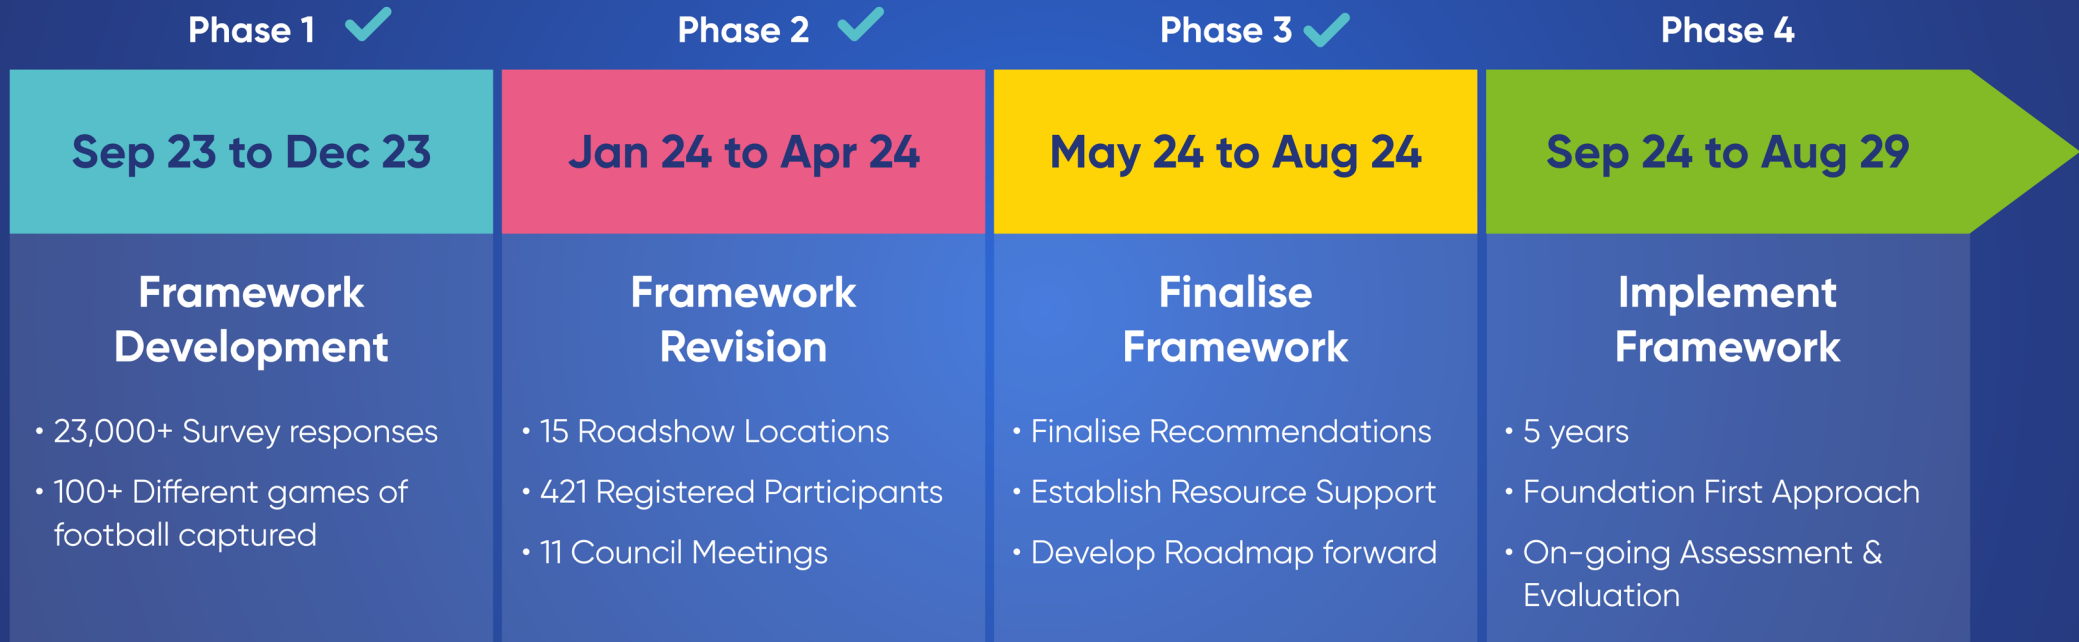 Phase 1
Phase 2
Phase 3
Phase 4
Sep 23 to Dec 23
Jan 24 to Apr 24
May 24 to Aug 24
Sep 24 to Aug 29
Framework
Development
• 23,000+ Survey responses
• 100+ Different games of
football captured
Framework
Revision
• 15 Roadshow Locations
• 421 Registered Participants
• 11 Council Meetings
Finalise
Framework
• Finalise Recommendations
• Establish Resource Support
• Develop Roadmap forward
Implement
Framework
• 5 years
• Foundation First Approach
• On-going Assessment &
Evaluation